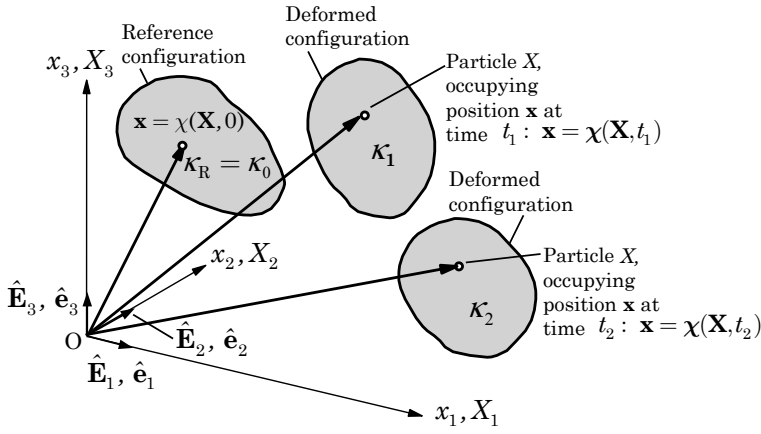 Reference
configuration
Deformed
configuration
x₃, X₃
Particle X,
occupying
position x at
time t₁ : x = χ(X,t₁)
x = χ(X, 0)
κ_R = κ₀
κ₁
Deformed
configuration
x₂, X₂
Particle X,
occupying
position x at
time t₂ : x = χ(X,t₂)
κ₂
Ê₃, ê₃
O
Ê₂, ê₂
Ê₁, ê₁
x₁, X₁